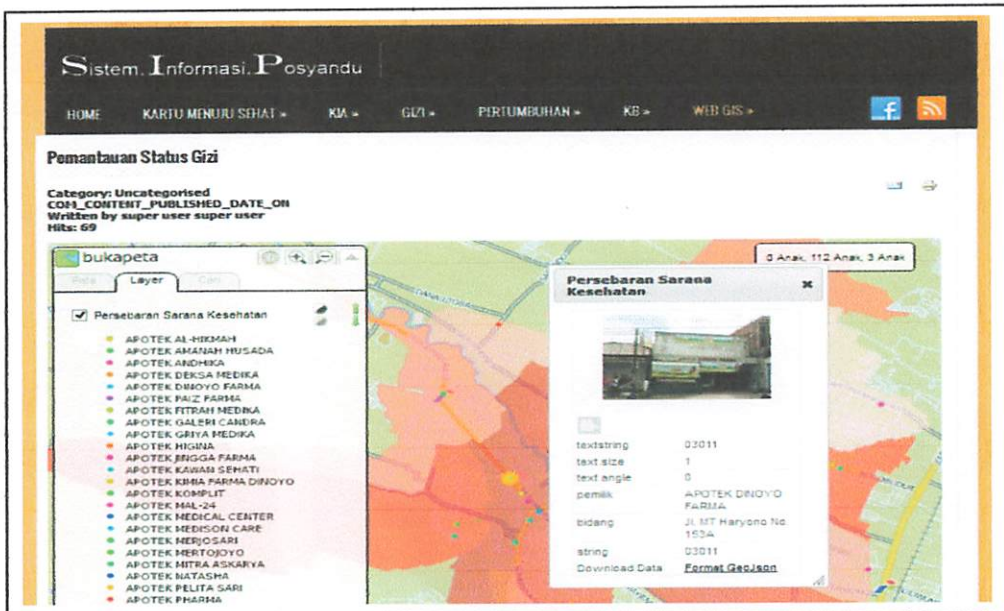 Sistem.Informasi.Posyandu
HOME KARTU MENUJU SEHAT » KIA » GIZI » PERTUMBUHAN » KB » WEB GIS »
Pemantauan Status Gizi
Category: Uncategorised
COM_CONTENT_PUBLISHED_DATE_ON
Written by super user super user
Hits: 69
bukapeta
Peta Layer Cari
Persebaran Sarana Kesehatan
APOTEK AL-HIKMAH
APOTEK AMANAH HUSADA
APOTEK ANDHIKA
APOTEK DEKSA MEDIKA
APOTEK DINOYO FARMA
APOTEK FAIZ FARMA
APOTEK FITRAH MEDIKA
APOTEK GALERI CANDRA
APOTEK GRIYA MEDIKA
APOTEK HIGINA
APOTEK JINGGA FARMA
APOTEK KAWAN SEHATI
APOTEK KIMIA FARMA DINOYO
APOTEK KOMPLIT
APOTEK MAL-24
APOTEK MEDICAL CENTER
APOTEK MEDISON CARE
APOTEK MERJOSARI
APOTEK MERTOJOYO
APOTEK MITRA ASKARYA
APOTEK NATASHA
APOTEK PELITA SARI
APOTEK PHARMA
0 Anak, 112 Anak, 3 Anak
Persebaran Sarana
Kesehatan
textstring 03011
text size 1
text angle 0
pemilik APOTEK DINOYO
FARMA
bidang Jl. MT Haryono No.
193A
string 03011
Download Data Format GeoJson